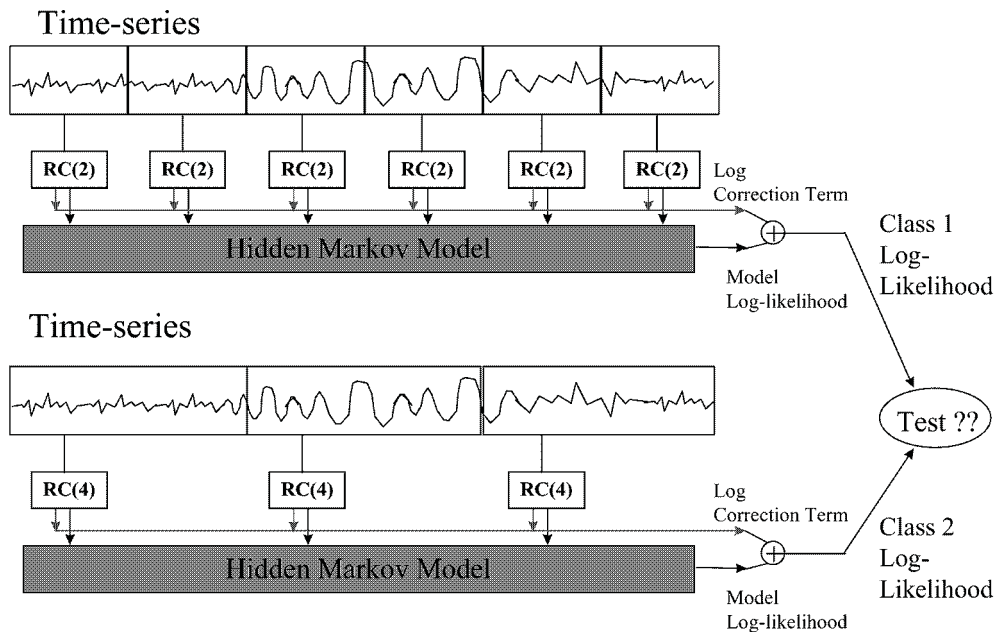 Time-series
RC(2) RC(2) RC(2) RC(2) RC(2) RC(2)
Log
Correction Term
Hidden Markov Model
+
Model
Log-likelihood
Class 1
Log-
Likelihood
Time-series
Test ??
RC(4) RC(4) RC(4)
Log
Correction Term
Hidden Markov Model
+
Model
Log-likelihood
Class 2
Log-
Likelihood